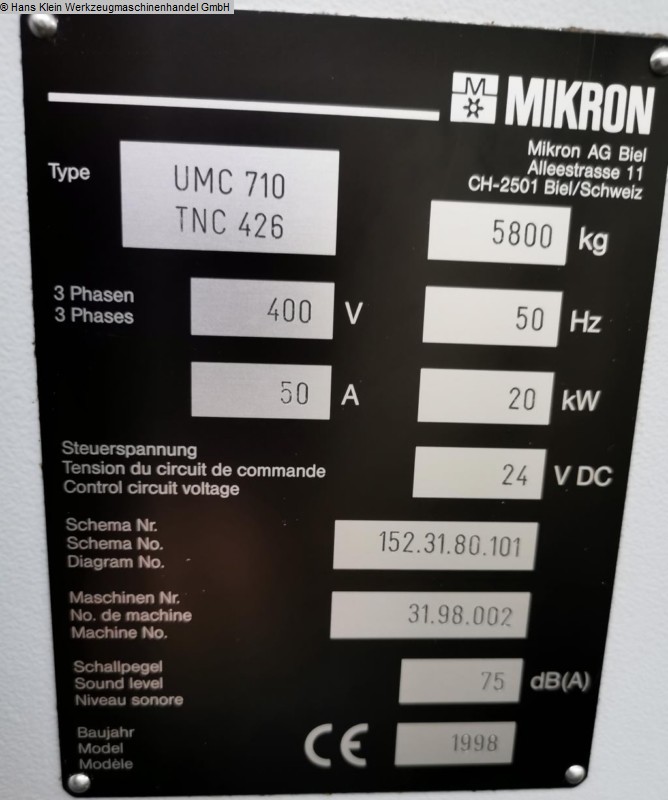 © Hans Klein Werkzeugmaschinenhandel GmbH
MIKRON
Mikron AG Biel
Alleestrasse 11
CH-2501 Biel/Schweiz
Type
UMC 710
TNC 426
5800 kg
3 Phasen
3 Phases
400 V
50 Hz
50 A
20 kW
Steuerspannung
Tension du circuit de commande
Control circuit voltage
24 V DC
Schema Nr.
Schema No.
Diagram No.
152.31.80.101
Maschinen Nr.
No. de machine
Machine No.
31.98.002
Schallpegel
Sound level
Niveau sonore
75 dB(A)
Baujahr
Model
Modèle
CE
1998